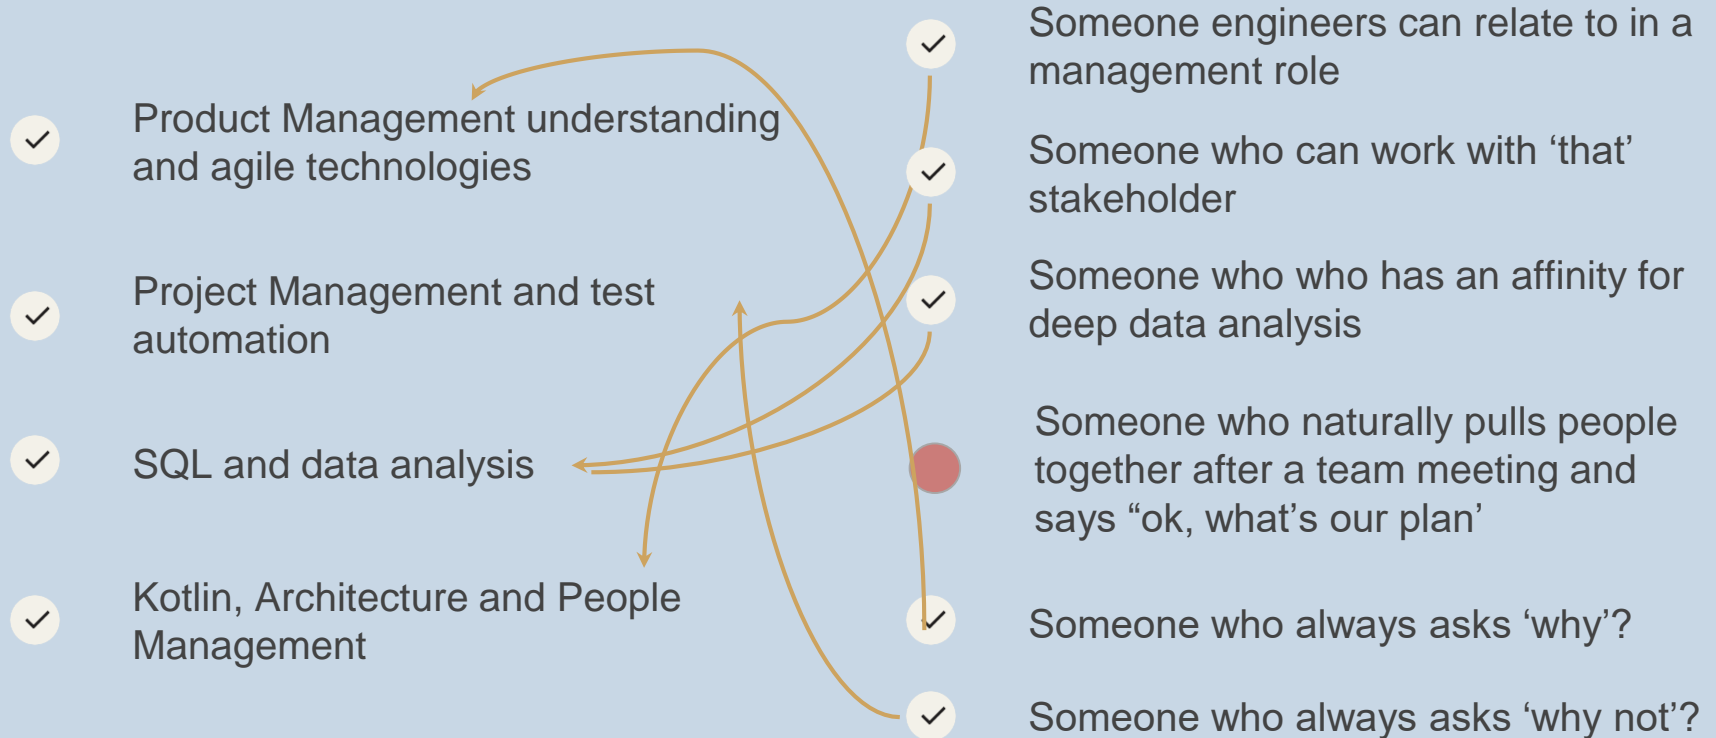 Product Management understanding
and agile technologies
Project Management and test
automation
SQL and data analysis
Kotlin, Architecture and People
Management
Someone engineers can relate to in a
management role
Someone who can work with ‘that’
stakeholder
Someone who who has an affinity for
deep data analysis
Someone who naturally pulls people
together after a team meeting and
says “ok, what’s our plan’
Someone who always asks ‘why’?
Someone who always asks ‘why not’?